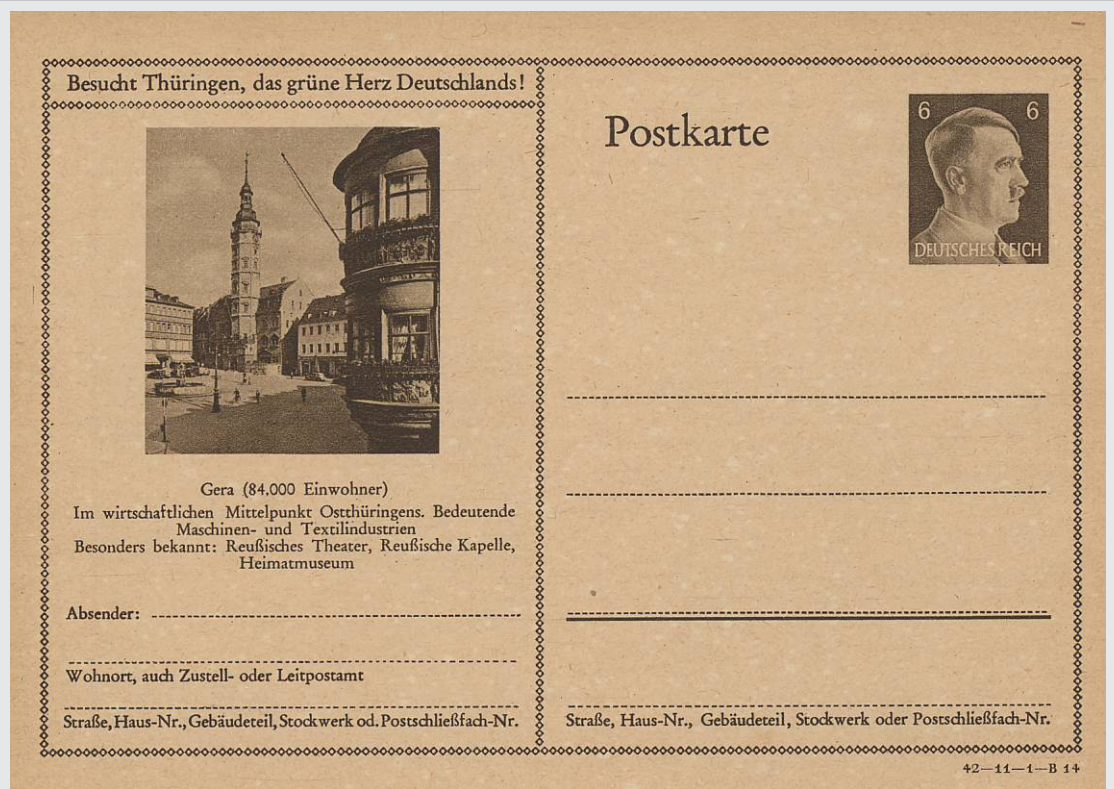 Besucht Thüringen, das grüne Herz Deutschlands!
Gera (84,000 Einwohner)
Im wirtschaftlichen Mittelpunkt Ostthüringens. Bedeutende
Maschinen- und Textilindustrien
Besonders bekannt: Reußisches Theater, Reußische Kapelle,
Heimatmuseum
Absender:
Wohnort, auch Zustell- oder Leitpostamt
Straße, Haus-Nr., Gebäudeteil, Stockwerk od. Postschließfach-Nr.
Postkarte
6 6
DEUTSCHES REICH
Straße, Haus-Nr., Gebäudeteil, Stockwerk oder Postschließfach-Nr.
42—11—1—B 14